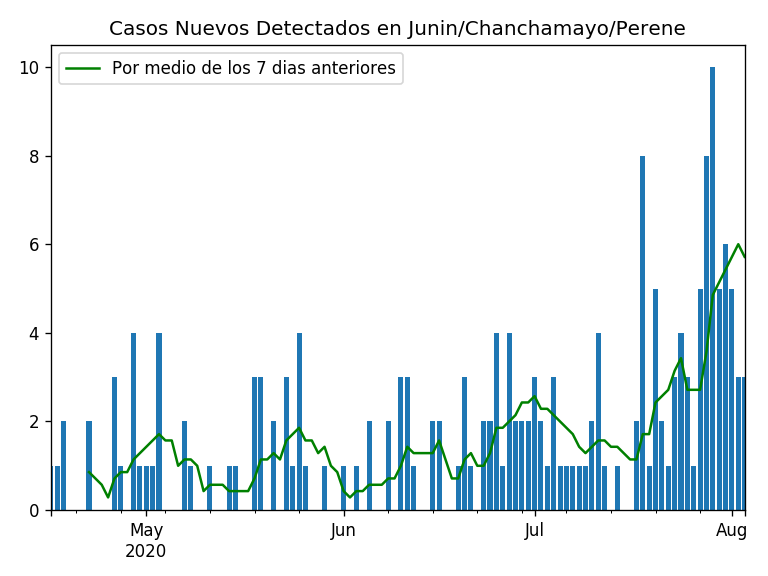 Casos Nuevos Detectados en Junin/Chanchamayo/Perene
Por medio de los 7 dias anteriores
10
8
6
4
2
0
May
2020
Jun
Jul
Aug